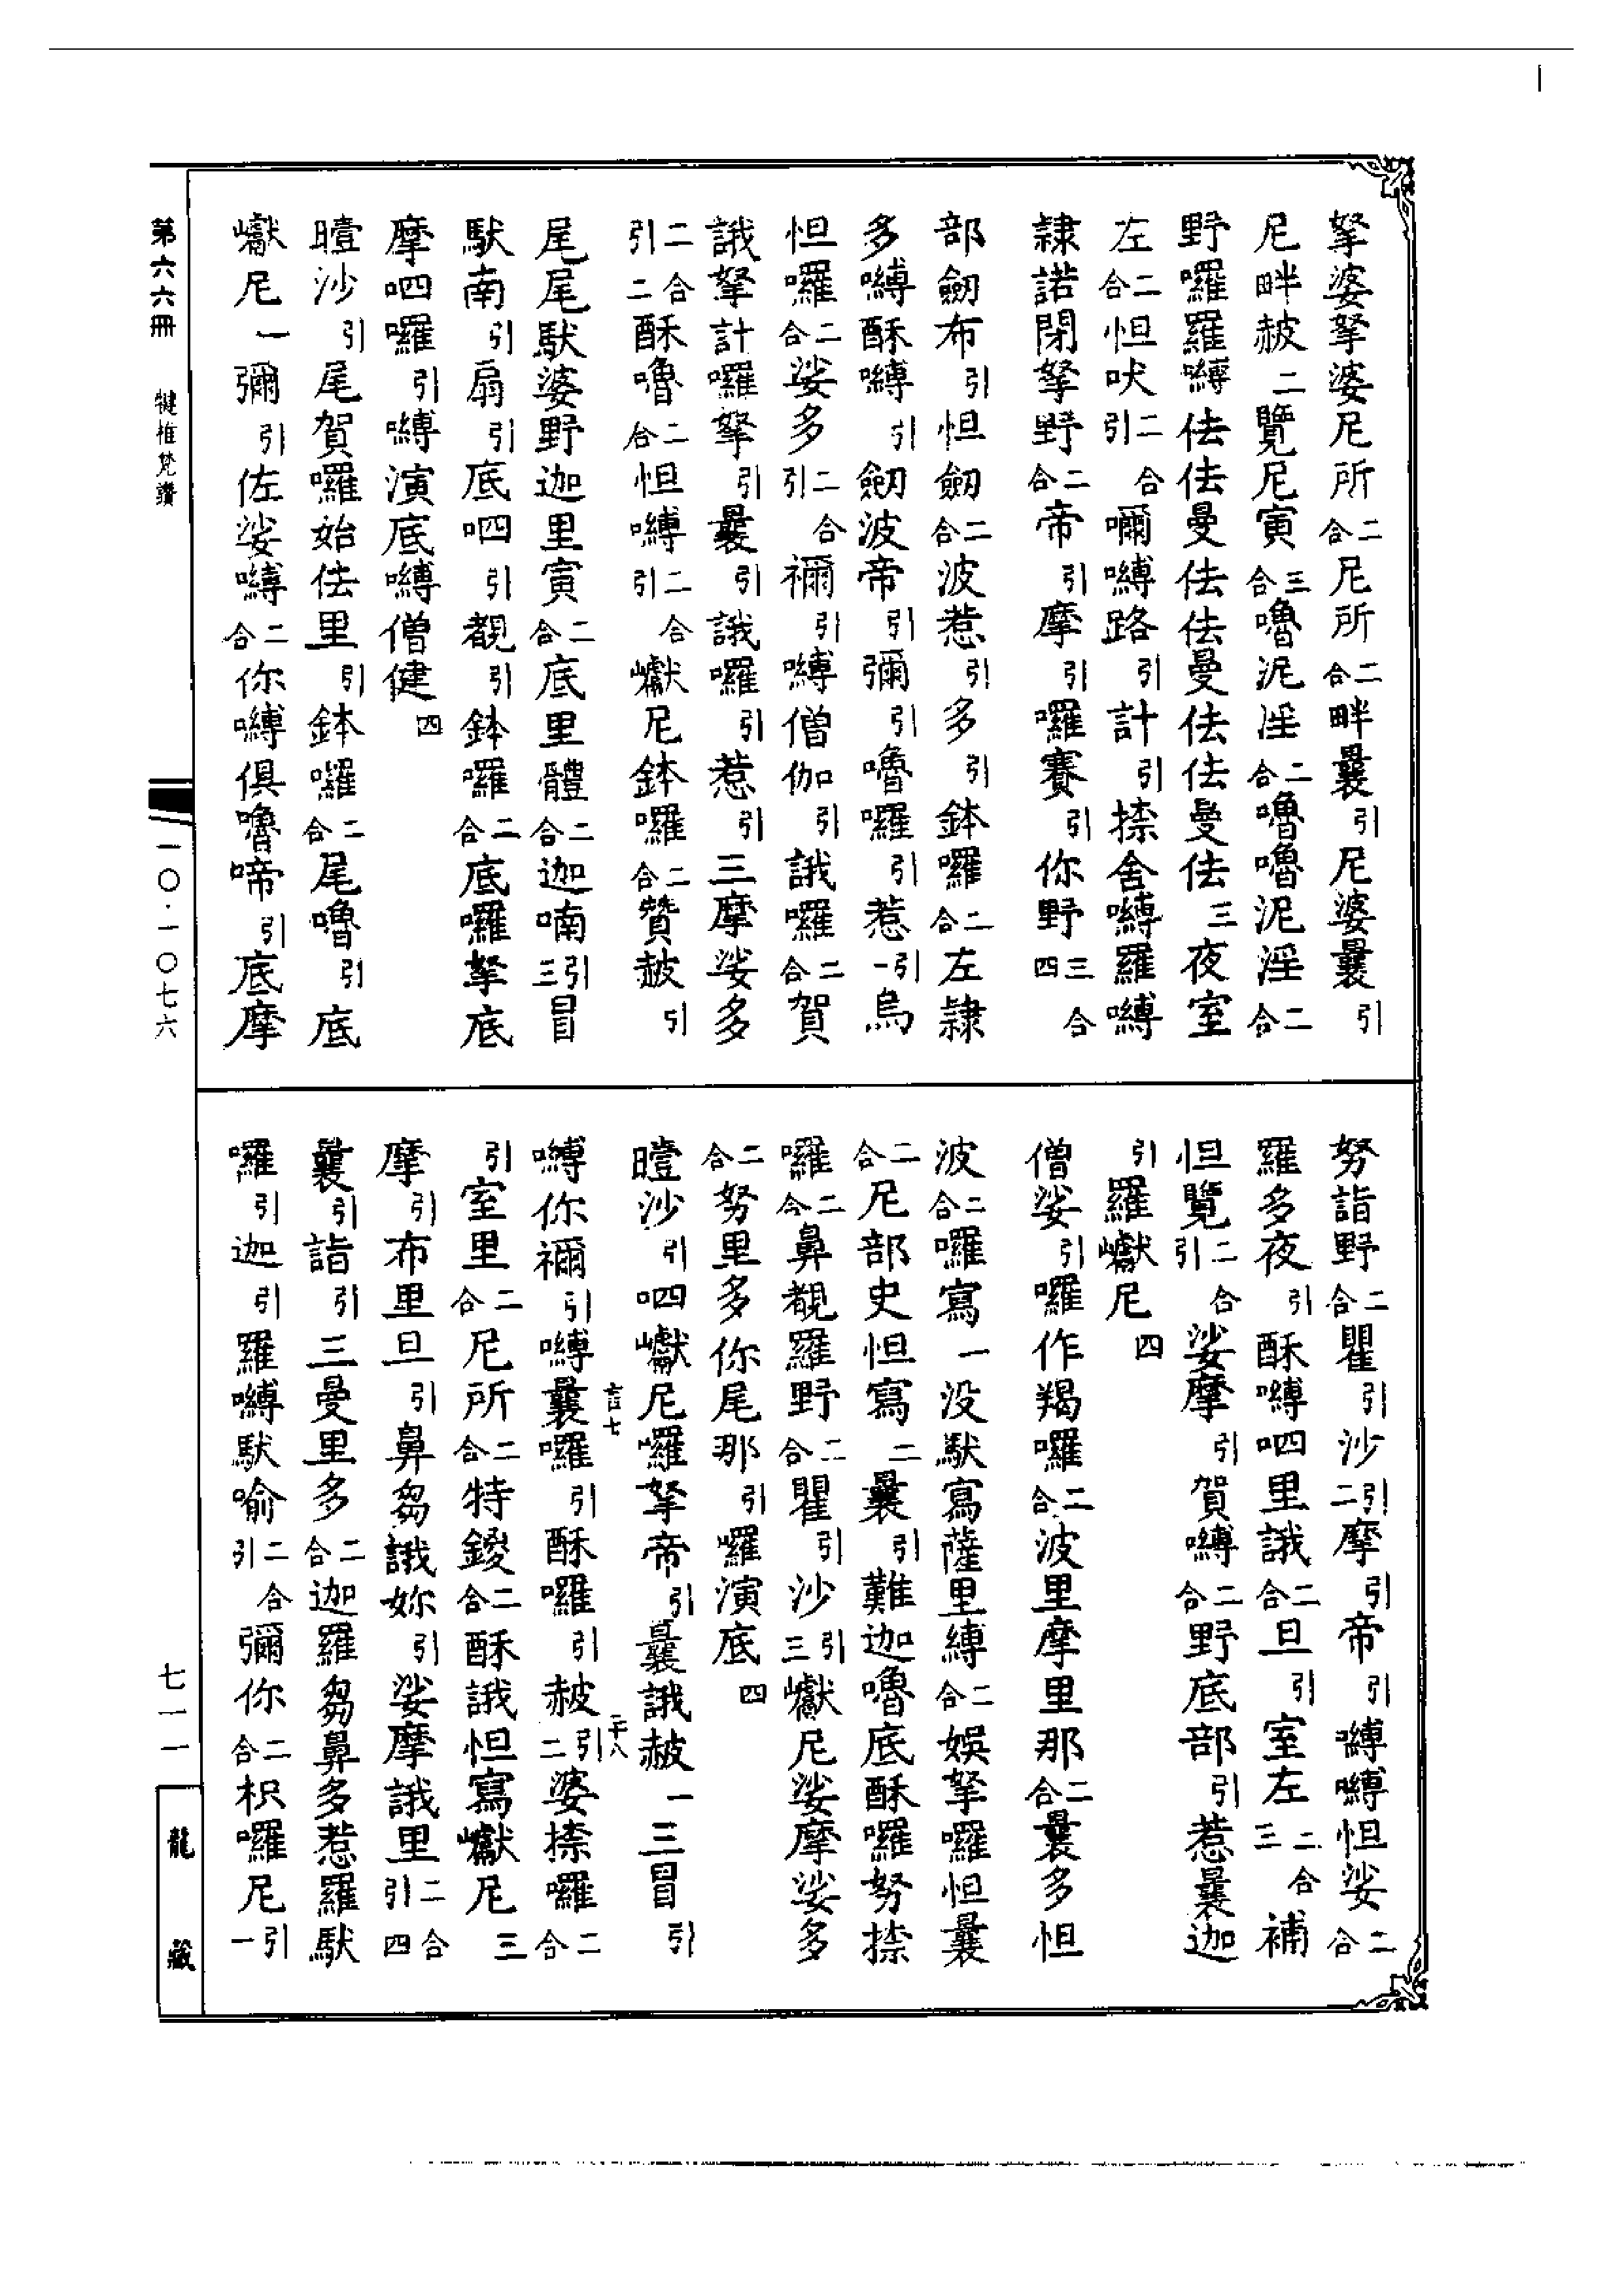 拏婆拏婆尼所二合尼所二合畔曩引尼婆曩引
尼畔赦二覽尼寅三合嚕泥淫二合嚕嚕泥淫二合
野囉羅嚩佉佉曼佉佉曼佉佉曼佉三夜室
左二合怛吠二合引嚩路引計引捺舍嚩羅嚩
隸諾閉拏野二合帝引摩引囉賽引你野三合四
部劒布引怛劒二合波惹引多引鉢囉二合左隸
多嚩酥嚩引劒波帝引彌引嚕囉引惹引一烏
怛囉二合娑多二合引禰引嚩僧伽引誐囉二合賀
誐拏計囉拏引曩引誐囉引惹引三摩娑多
二合引二酥嚕二合怛嚩二合引巘尼鉢囉二合贊赦引
尾尾馱婆野迦里寅二合底里體二合迦喃引三冒
馱南引扇引底呬引覩引鉢囉二合底囉拏底
摩呬囉引嚩演底嚩僧健四
曀沙引尾賀囉始佉里引鉢囉二合尾嚕引底
巘尼一彌引佐娑嚩二合你嚩俱嚕啼引底摩
努詣野二合瞿引沙引二摩引帝引嚩嚩怛娑二合
羅多夜引酥嚩呬里誐二合旦引室左二合三補
怛覽二合引娑摩引賀嚩二合野底部引惹曩迦
引羅巘尼四
僧娑引囉作羯囉二合波里摩里那二合曩多怛
波二合囉寫一没馱寫薩里嚩二合娛拏囉怛曩
二合尼部史怛寫二曩引難迦嚕底酥囉努捺
囉二合鼻覩羅野二合瞿引沙引三巘尼娑摩娑多
二合努里多你尾那引囉演底四
曀沙引呬巘尼囉拏帝引曩誐赦一三冒引
嚩你禰引嚩曩囉引酥囉引赦引二婆捺囉二合
引室里二合尼所二合特鍐二合酥誐怛寫巘尼三
摩引布里旦引鼻芻誐妳引娑摩誐里二合引四
曩引詣引三曼里多二合迦羅芻鼻多惹羅馱
囉引迦引羅嚩馱喻二合引彌你二合枳囉尼引一
第六六冊
犍椎梵讚
一〇·一〇七六
七一一
龍藏